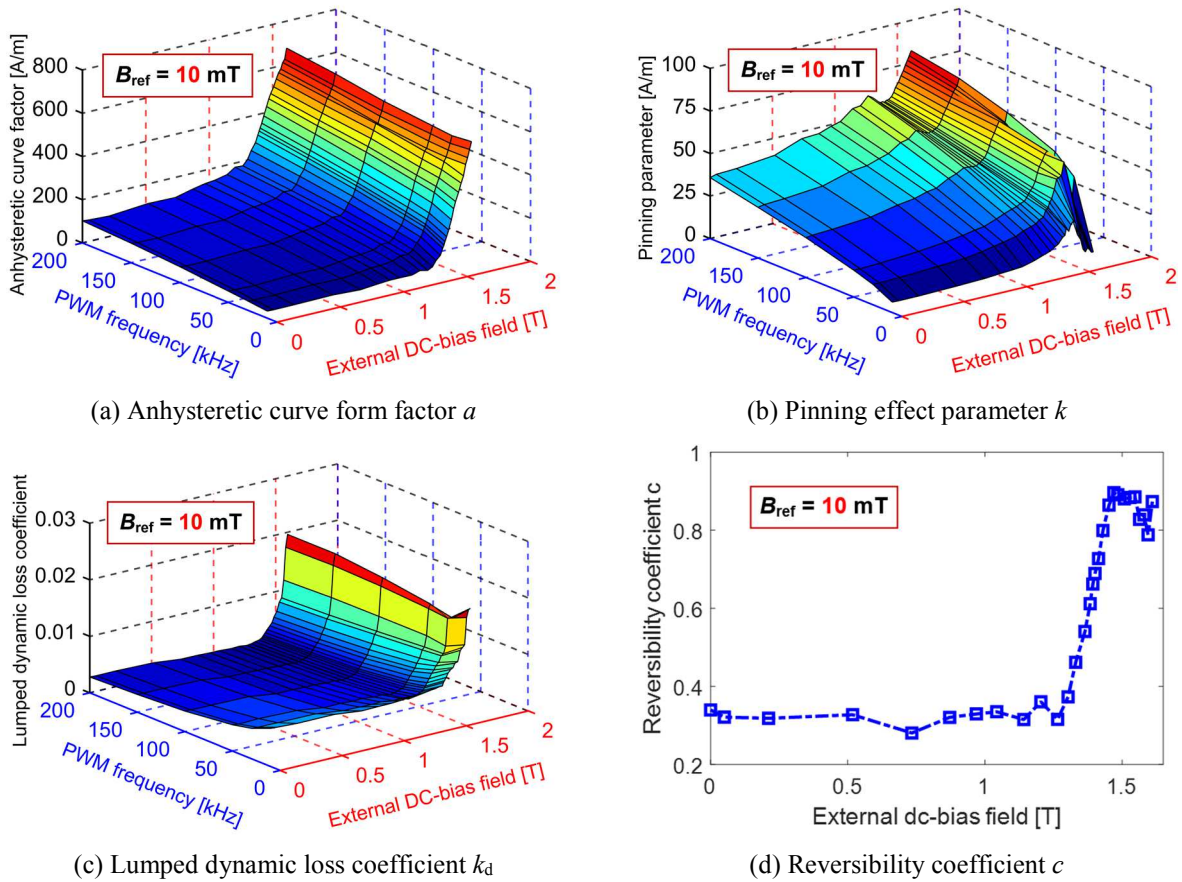 Anhysteretic curve factor [A/m]
800
600
400
200
0
B_ref = 10 mT
200
150
100
50
0
PWM frequency [kHz]
0
0.5
1
1.5
2
External DC-bias field [T]
(a) Anhysteretic curve form factor a
Pinning parameter [A/m]
100
75
50
25
0
B_ref = 10 mT
200
150
100
50
0
PWM frequency [kHz]
0
0.5
1
1.5
2
External DC-bias field [T]
(b) Pinning effect parameter k
Lumped dynamic loss coefficient
0.03
0.02
0.01
0
B_ref = 10 mT
200
150
100
50
0
PWM frequency [kHz]
0
0.5
1
1.5
2
External DC-bias field [T]
(c) Lumped dynamic loss coefficient k_d
Reversibility coefficient c
1
0.8
0.6
0.4
0.2
B_ref = 10 mT
0
0.5
1
1.5
External dc-bias field [T]
(d) Reversibility coefficient c